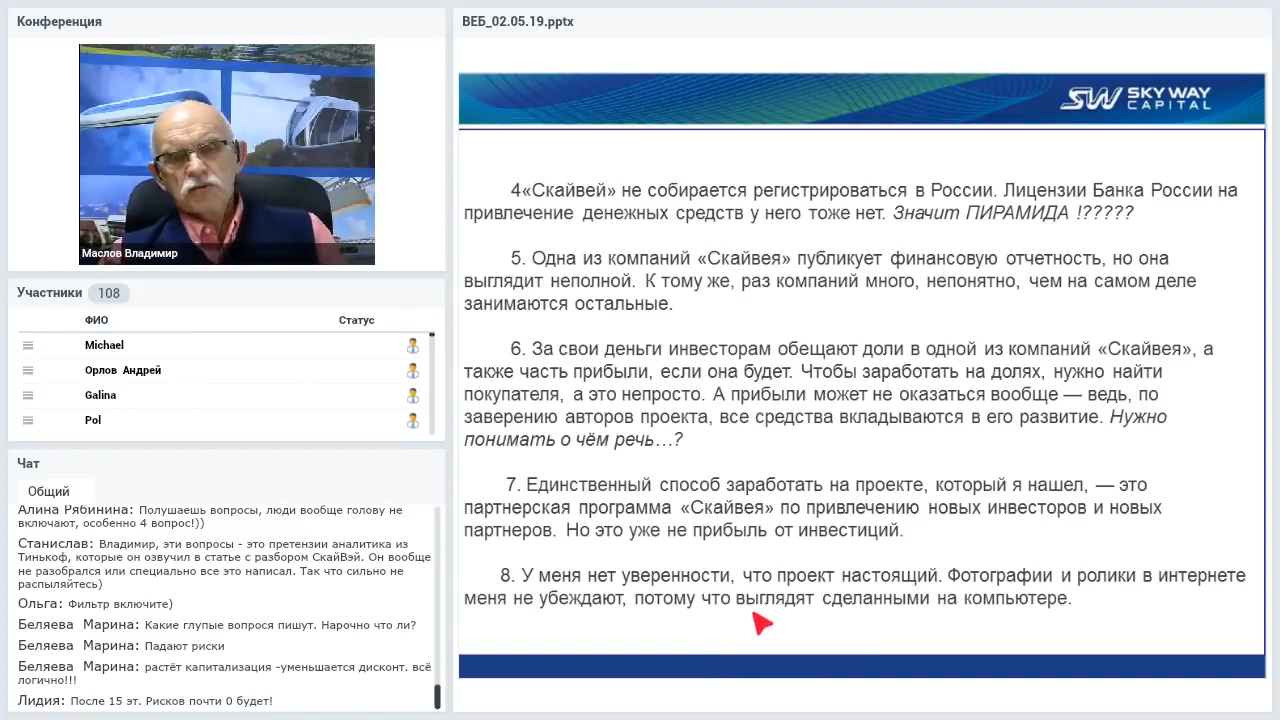 Конференция
Маслов Владимир
Участники 108
ФИО Статус
Michael
Орлов Андрей
Galina
Pol
Чат
Общий
Алина Рябинина: Полушаешь вопросы, люди вообще голову не
включают, особенно 4 вопрос!))
Станислав: Владимир, эти вопросы - это претензии аналитика из
Тинькоф, которые он озвучил в статье с разбором СкайВэй. Он вообще
не разобрался или специально все это написал. Так что сильно не
распыляйтесь)
Ольга: Фильтр включите)
Беляева Марина: Какие глупые вопрося пишут. Нарочно что ли?
Беляева Марина: Падают риски
Беляева Марина: растёт капитализация -уменьшается дисконт. всё
логично!!!
Лидия: После 15 эт. Рисков почти 0 будет!
ВЕБ_02.05.19.pptx
SW SKY WAY
CAPITAL
4«Скайвей» не собирается регистрироваться в России. Лицензии Банка России на
привлечение денежных средств у него тоже нет. Значит ПИРАМИДА !?????
5. Одна из компаний «Скайвея» публикует финансовую отчетность, но она
выглядит неполной. К тому же, раз компаний много, непонятно, чем на самом деле
занимаются остальные.
6. За свои деньги инвесторам обещают доли в одной из компаний «Скайвея», а
также часть прибыли, если она будет. Чтобы заработать на долях, нужно найти
покупателя, а это непросто. А прибыли может не оказаться вообще — ведь, по
заверению авторов проекта, все средства вкладываются в его развитие. Нужно
понимать о чём речь…?
7. Единственный способ заработать на проекте, который я нашел, — это
партнерская программа «Скайвея» по привлечению новых инвесторов и новых
партнеров. Но это уже не прибыль от инвестиций.
8. У меня нет уверенности, что проект настоящий. Фотографии и ролики в интернете
меня не убеждают, потому что выглядят сделанными на компьютере.